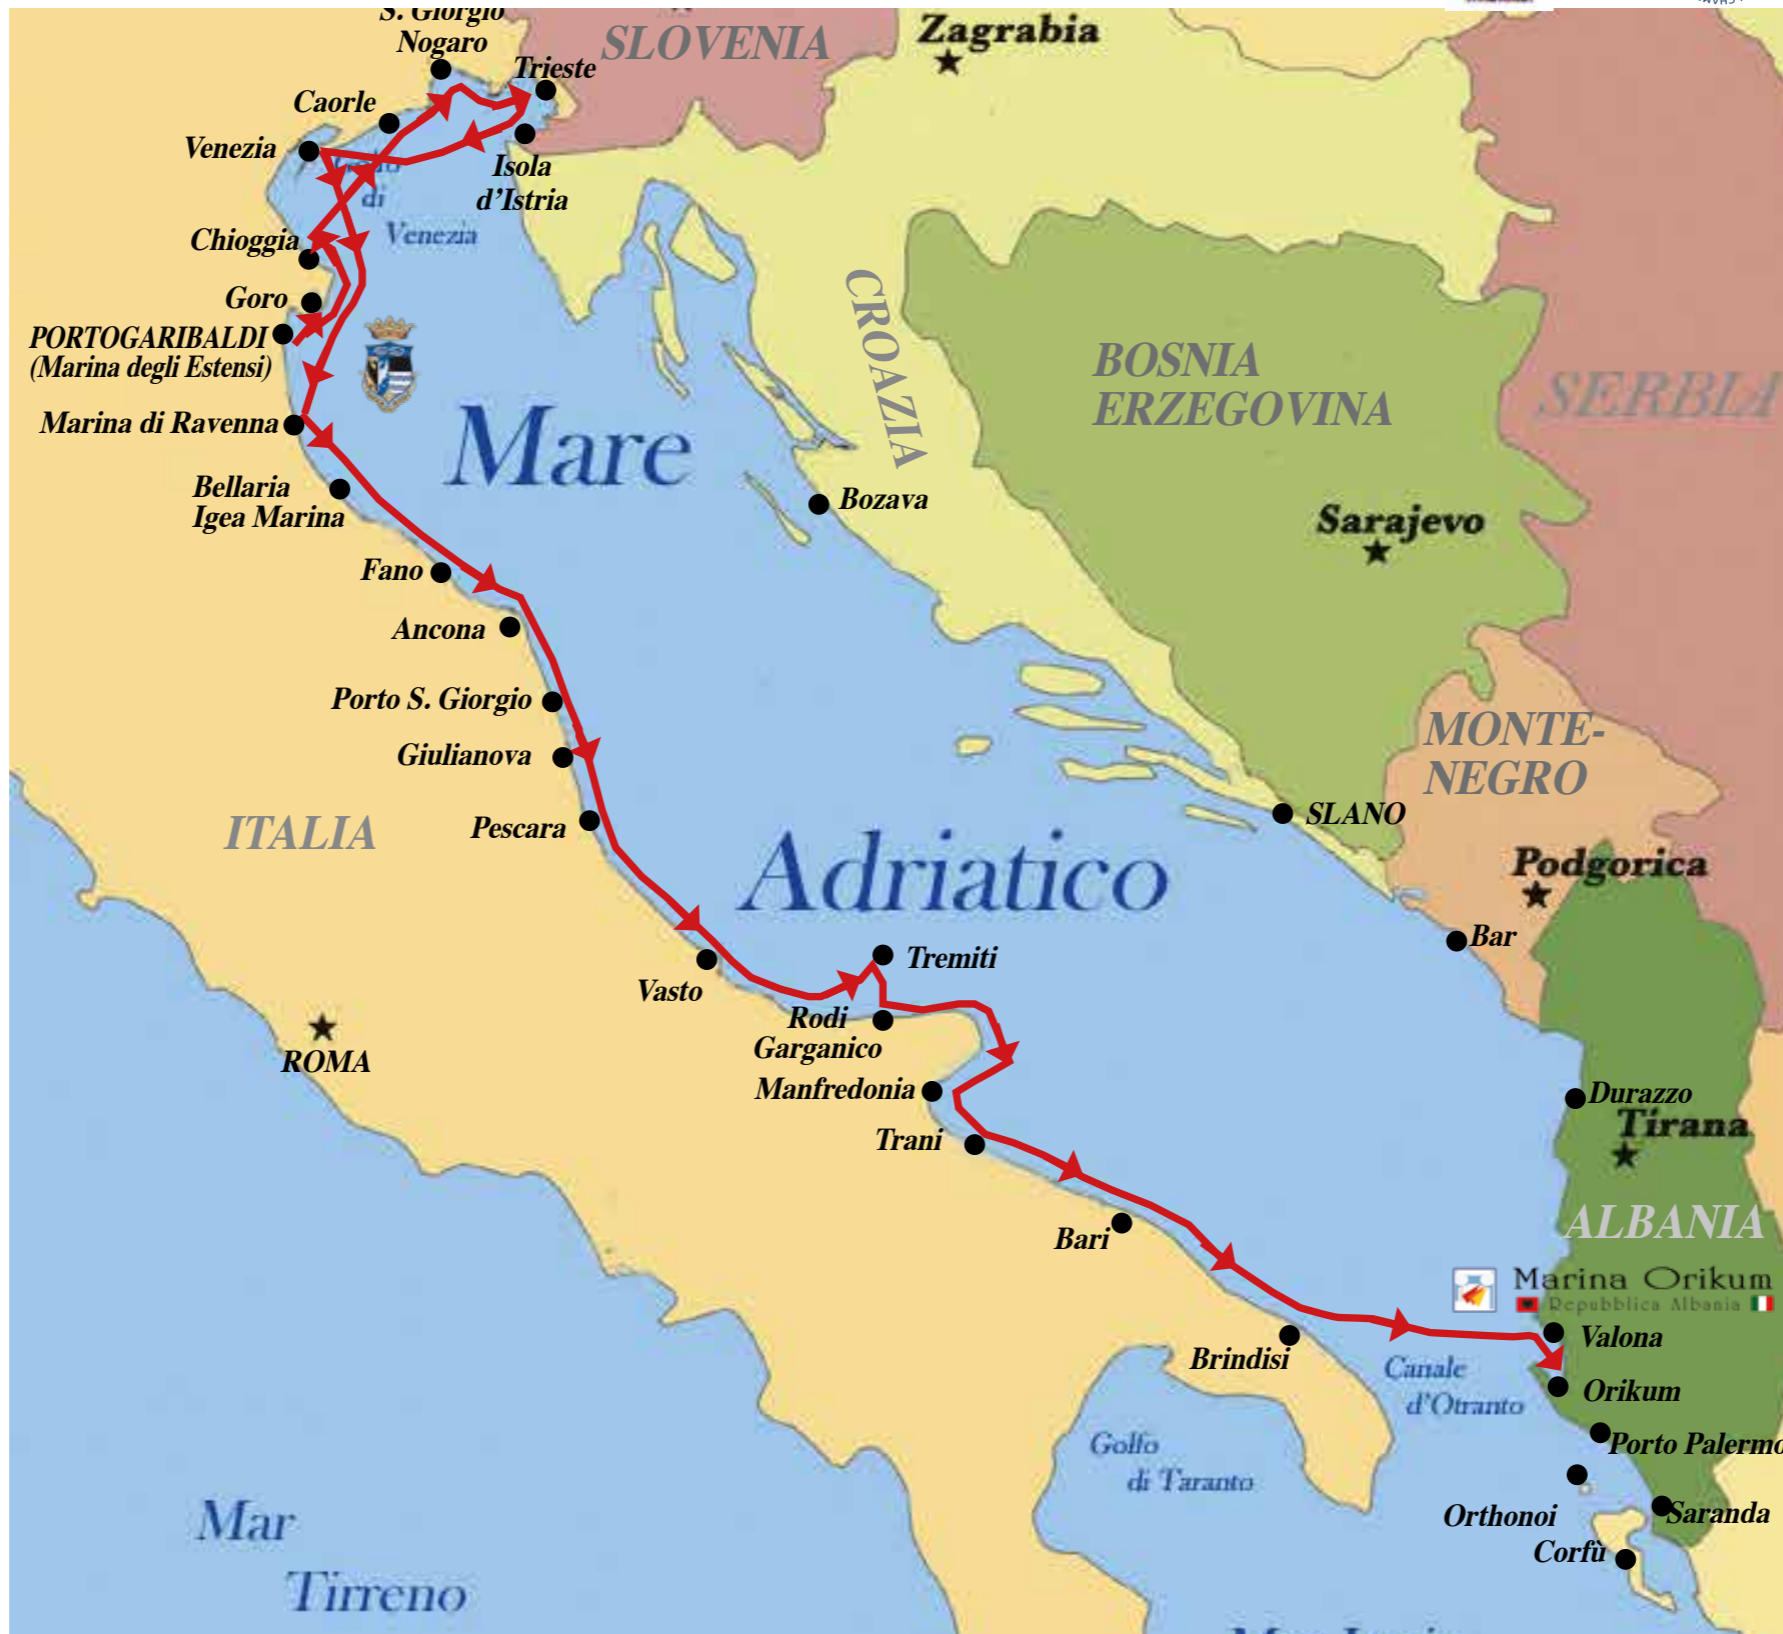 S. Giorgio
Nogaro
SLOVENIA
Zagrabia
Trieste
Caorle
Venezia
Isola
d'Istria
di
Venezia
Chioggia
Goro
PORTOGARIBALDI
(Marina degli Estensi)
CROAZIA
BOSNIA
ERZEGOVINA
SERBIA
Marina di Ravenna
Mare
Bellaria
Igea Marina
Bozava
Sarajevo
Fano
Ancona
Porto S. Giorgio
Giulianova
MONTE-
NEGRO
ITALIA
Pescara
SLANO
Adriatico
Podgorica
Bar
Tremiti
Vasto
Rodi
Garganico
ROMA
Manfredonia
Durazzo
Tirana
Trani
ALBANIA
Bari
Marina Orikum
Repubblica Albania
Valona
Brindisi
Canale
d'Otranto
Orikum
Golfo
di Taranto
Porto Palermo
Orthonoi
Saranda
Corfù
Mar
Tirreno